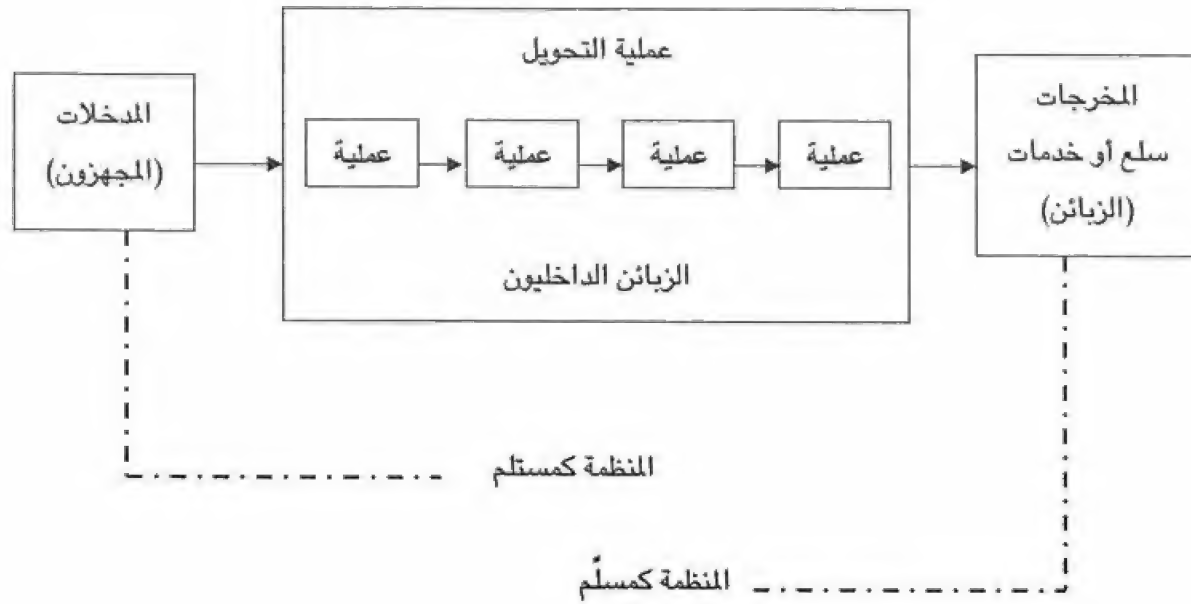 عملية التحويل
المدخلات
(المجهزون)
عملية
عملية
عملية
عملية
المخرجات
سلع أو خدمات
(الزبائن)
الزبائن الداخليون
المنظمة كمستلم
المنظمة كمسلّم